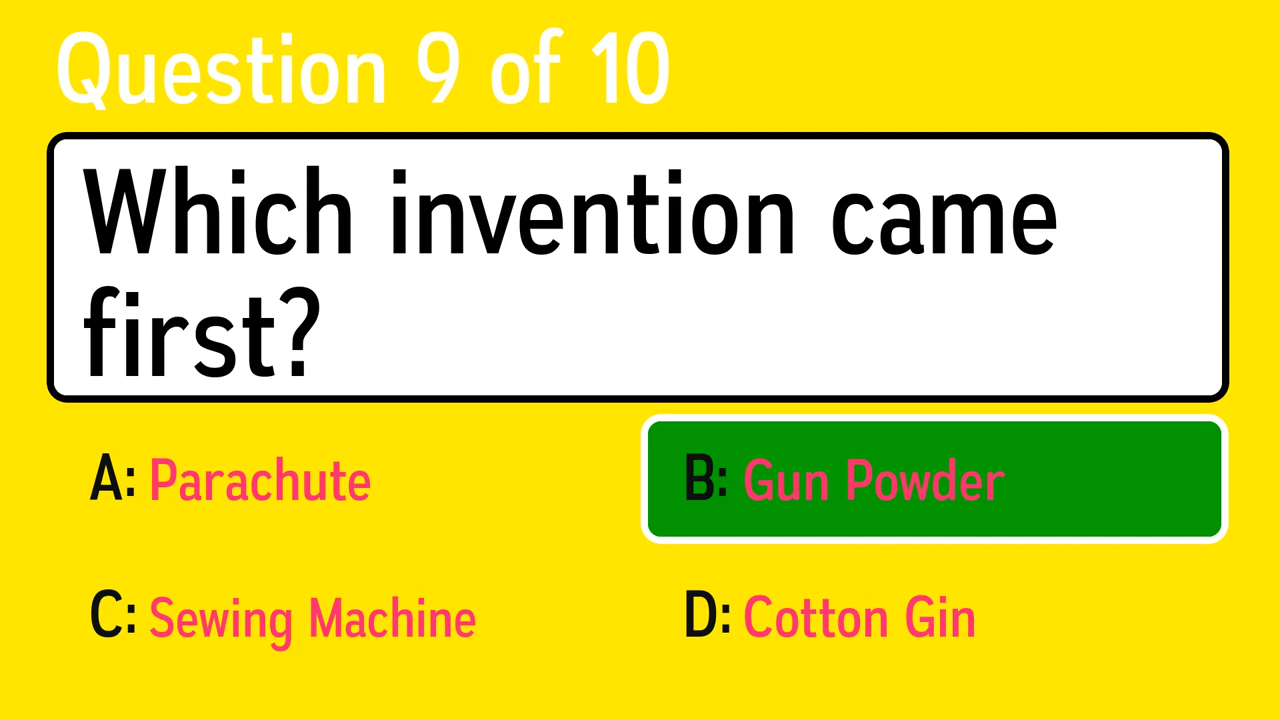 Question 9 of 10
Which invention came
first?
A: Parachute
B: Gun Powder
C: Sewing Machine
D: Cotton Gin